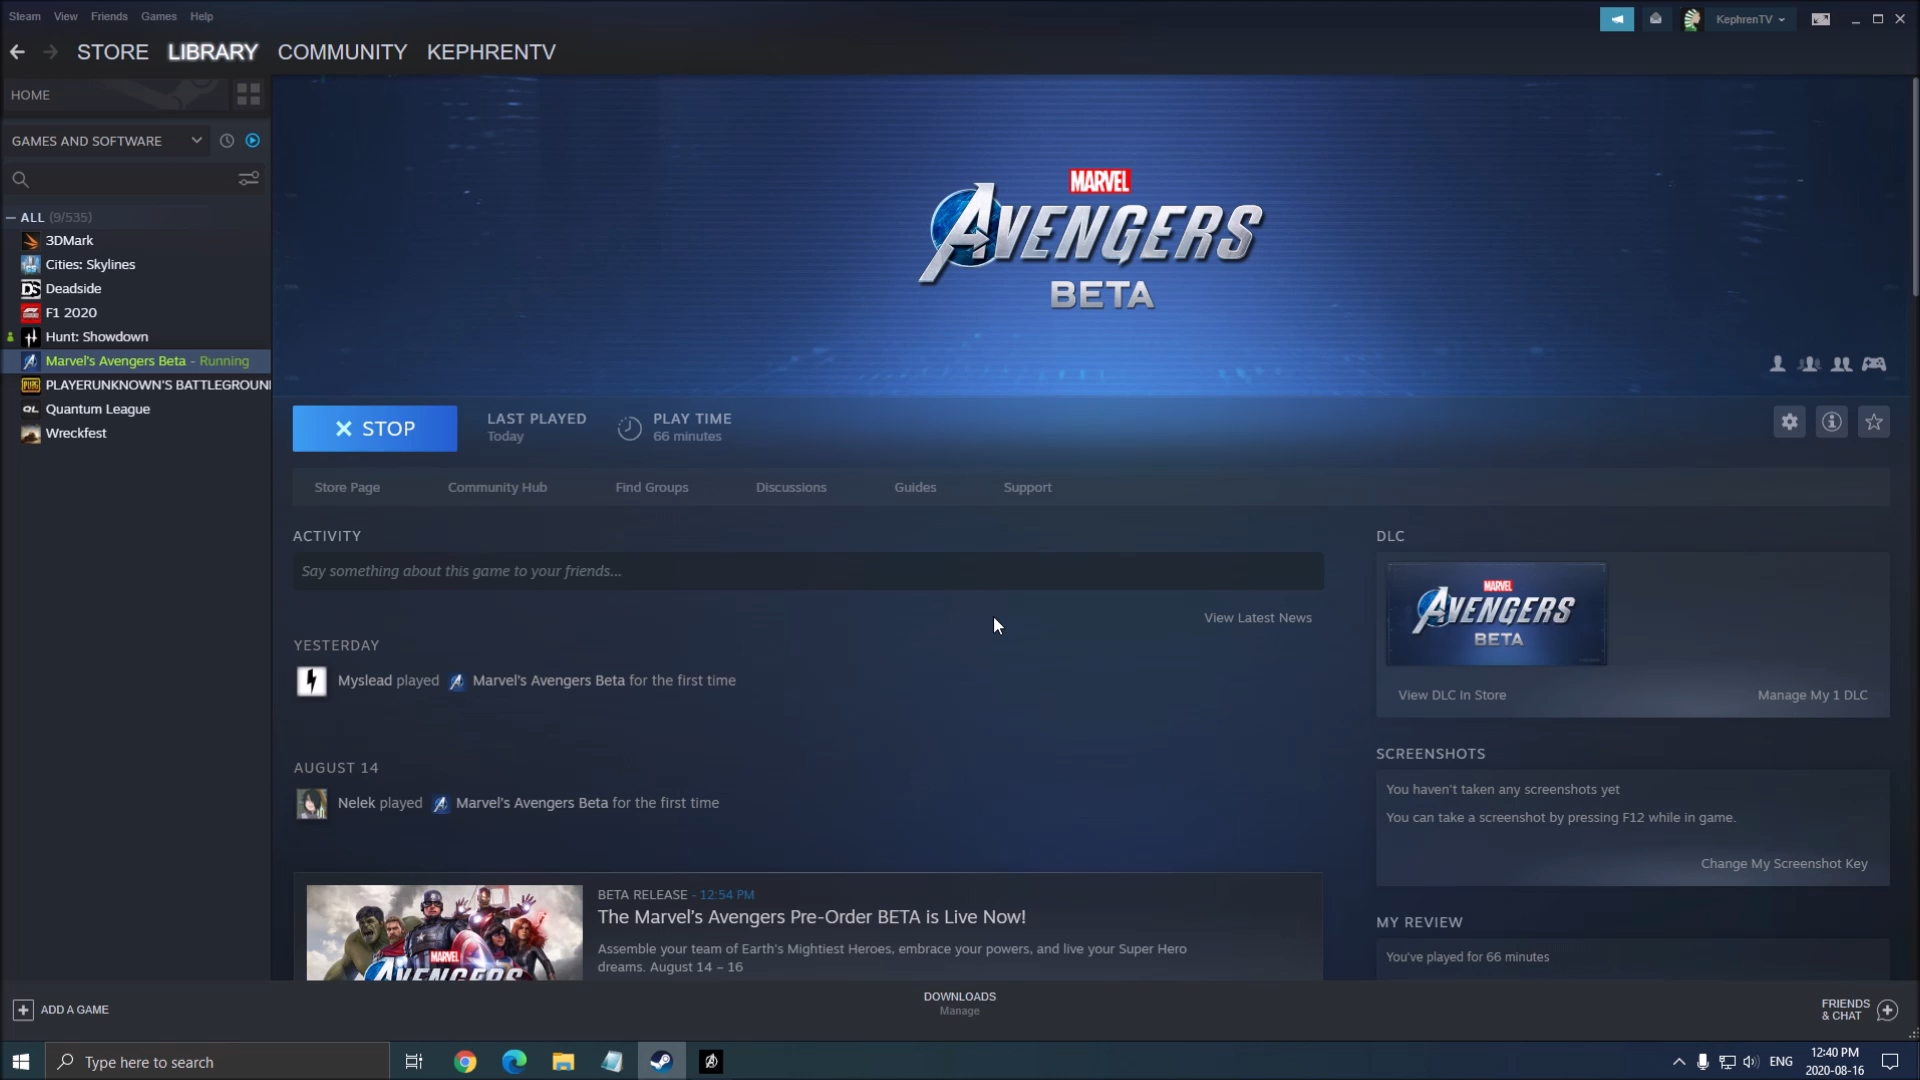 Steam View Friends Games Help
KephrenTV
STORE LIBRARY COMMUNITY KEPHRENTV
HOME
GAMES AND SOFTWARE
ALL (9/535)
3DMark
Cities: Skylines
Deadside
F1 2020
Hunt: Showdown
Marvel's Avengers Beta - Running
PLAYERUNKNOWN'S BATTLEGROUN
Quantum League
Wreckfest
MARVEL
AVENGERS
BETA
STOP
LAST PLAYED
Today
PLAY TIME
66 minutes
Store Page Community Hub Find Groups Discussions Guides Support
ACTIVITY
Say something about this game to your friends...
View Latest News
YESTERDAY
Myslead played Marvel's Avengers Beta for the first time
AUGUST 14
Nelek played Marvel's Avengers Beta for the first time
MARVEL
AVENGERS
BETA RELEASE - 12:54 PM
The Marvel's Avengers Pre-Order BETA is Live Now!
Assemble your team of Earth's Mightiest Heroes, embrace your powers, and live your Super Hero
dreams. August 14 – 16
DLC
MARVEL
AVENGERS
BETA
View DLC In Store
Manage My 1 DLC
SCREENSHOTS
You haven't taken any screenshots yet
You can take a screenshot by pressing F12 while in game.
Change My Screenshot Key
MY REVIEW
You've played for 66 minutes
ADD A GAME
DOWNLOADS
Manage
FRIENDS
& CHAT
Type here to search
ENG
12:40 PM
2020-08-16